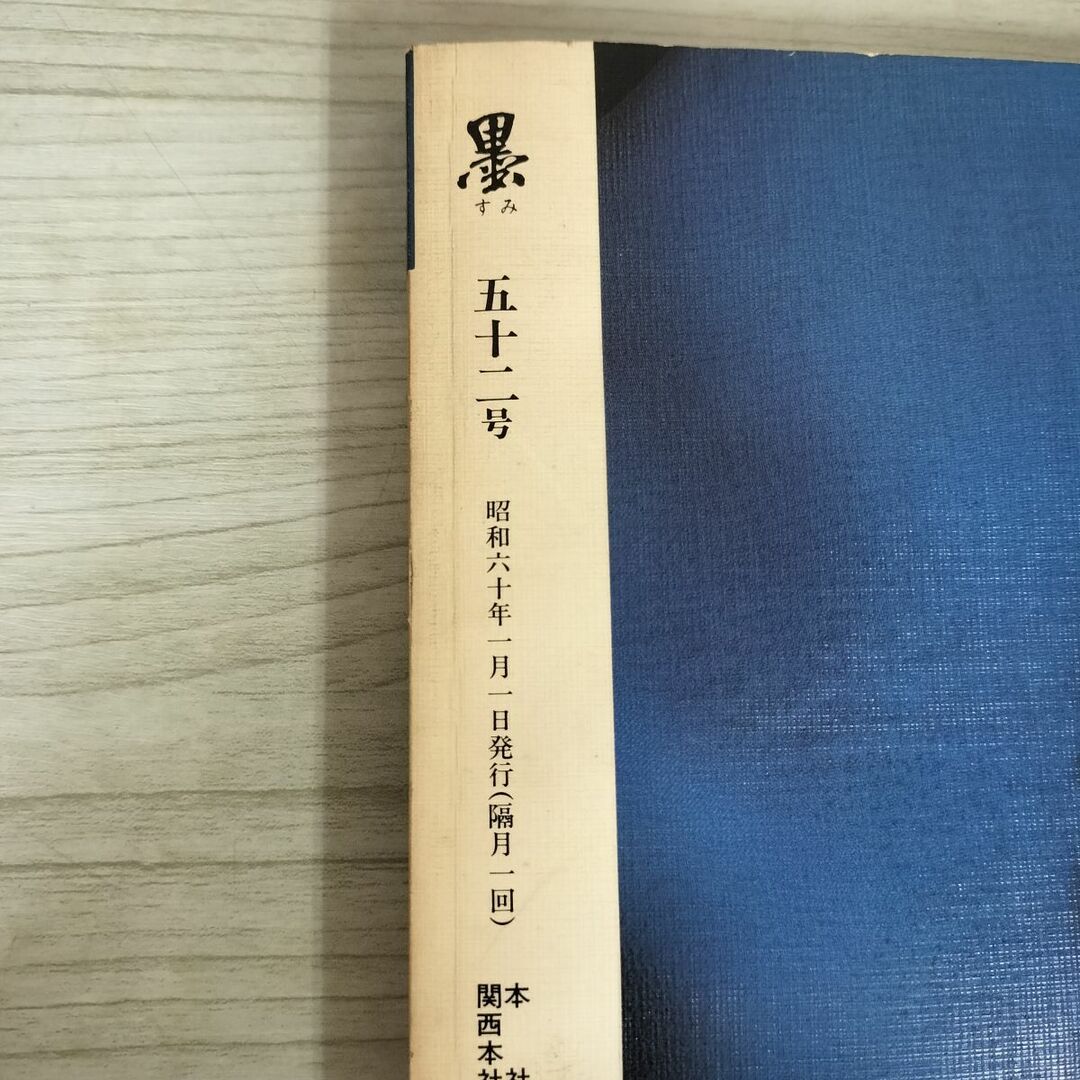 墨
すみ
五十二号
昭和六十年一月一日発行(隔月一回)
本 社
関西本社